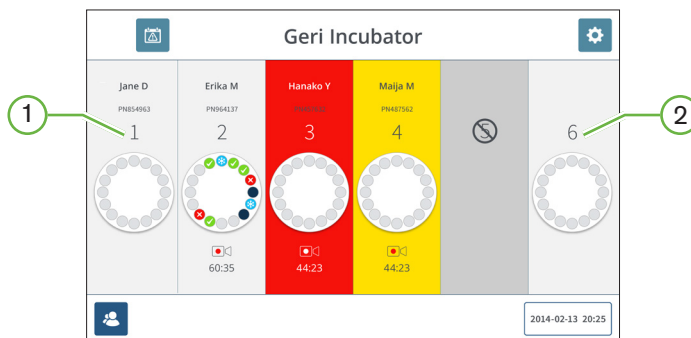 Geri Incubator
Jane D
PN854963
1
Erika M
PN964137
2
60:35
Hanako Y
3
44:23
Maija M
PN487562
4
44:23
5
6
1
2
2014-02-13 20:25